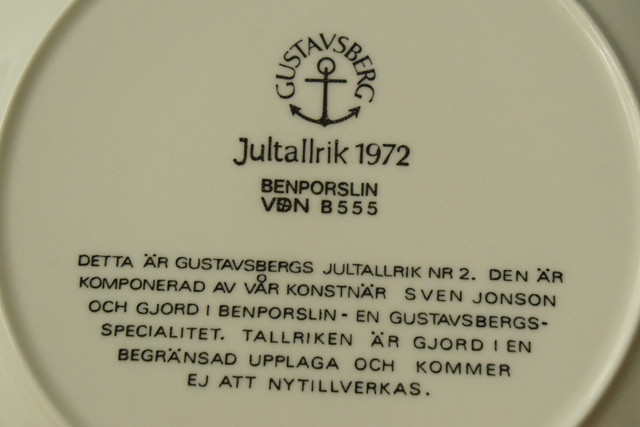 GUSTAVSBERG
Jultallrik 1972
BENPORSLIN
VDN B555
DETTA ÄR GUSTAVSBERGS JULTALLRIK NR 2. DEN ÄR
KOMPONERAD AV VÅR KONSTNÄR SVEN JONSON
OCH GJORD I BENPORSLIN - EN GUSTAVSBERGS-
SPECIALITET. TALLRIKEN ÄR GJORD I EN
BEGRÄNSAD UPPLAGA OCH KOMMER
EJ ATT NYTILLVERKAS.